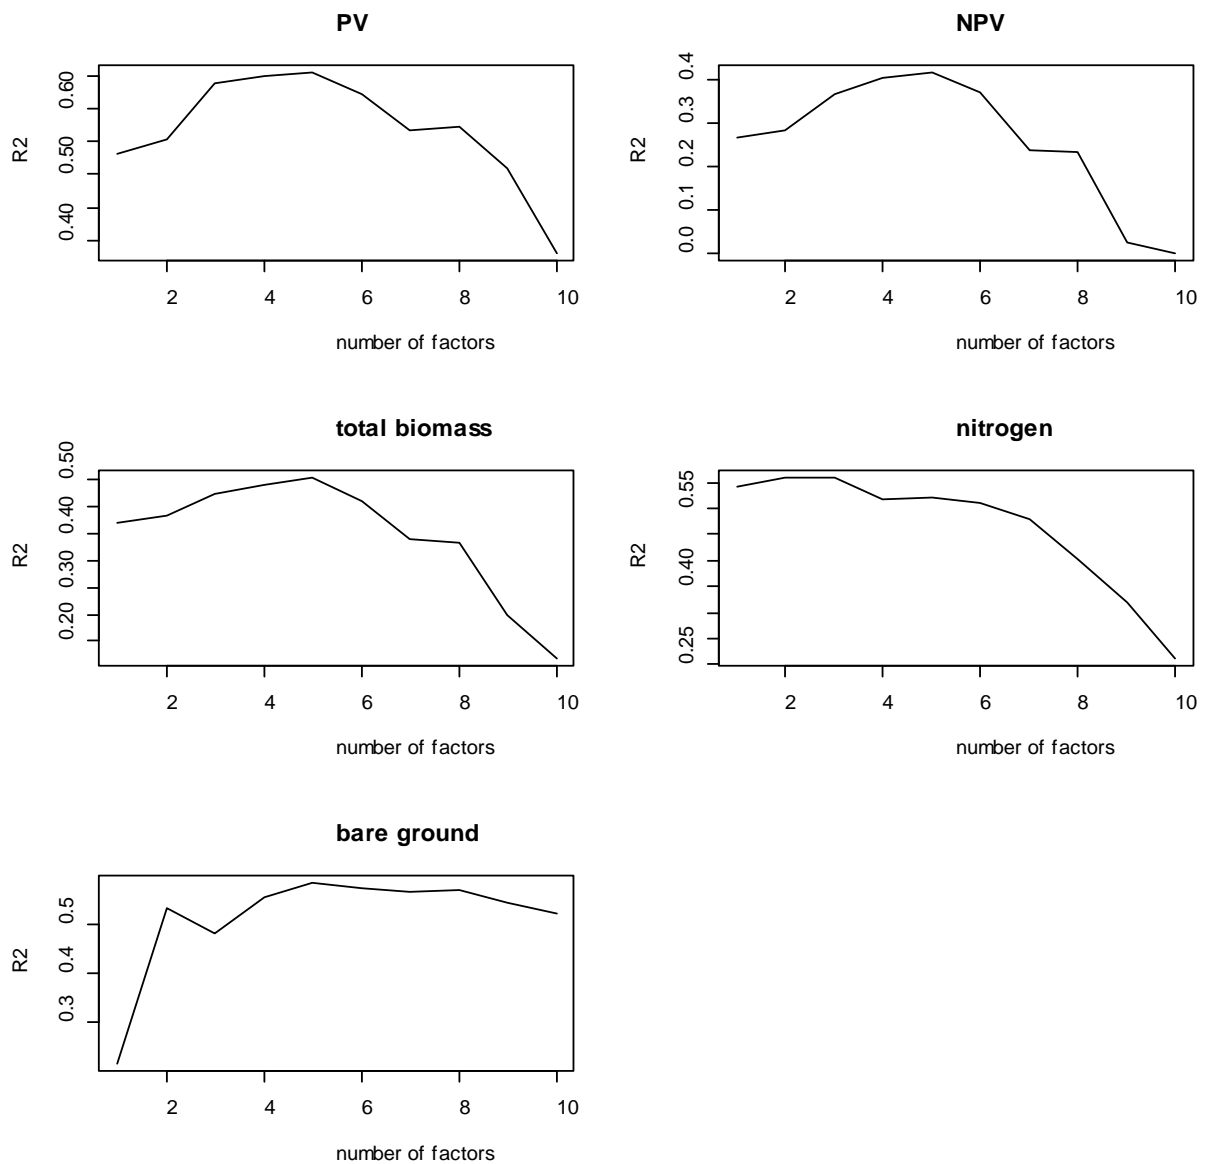 PV
R2
0.40 0.50 0.60
2 4 6 8 10
number of factors
NPV
R2
0.0 0.1 0.2 0.3 0.4
2 4 6 8 10
number of factors
total biomass
R2
0.20 0.30 0.40 0.50
2 4 6 8 10
number of factors
nitrogen
R2
0.25 0.40 0.55
2 4 6 8 10
number of factors
bare ground
R2
0.3 0.4 0.5
2 4 6 8 10
number of factors